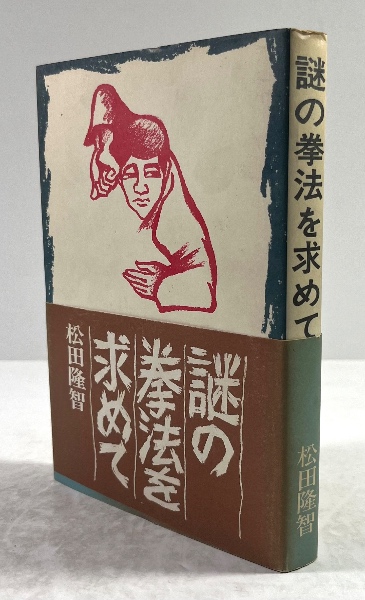 謎の
拳法を
求めて
松田隆智
謎の拳法を求めて
松田隆智